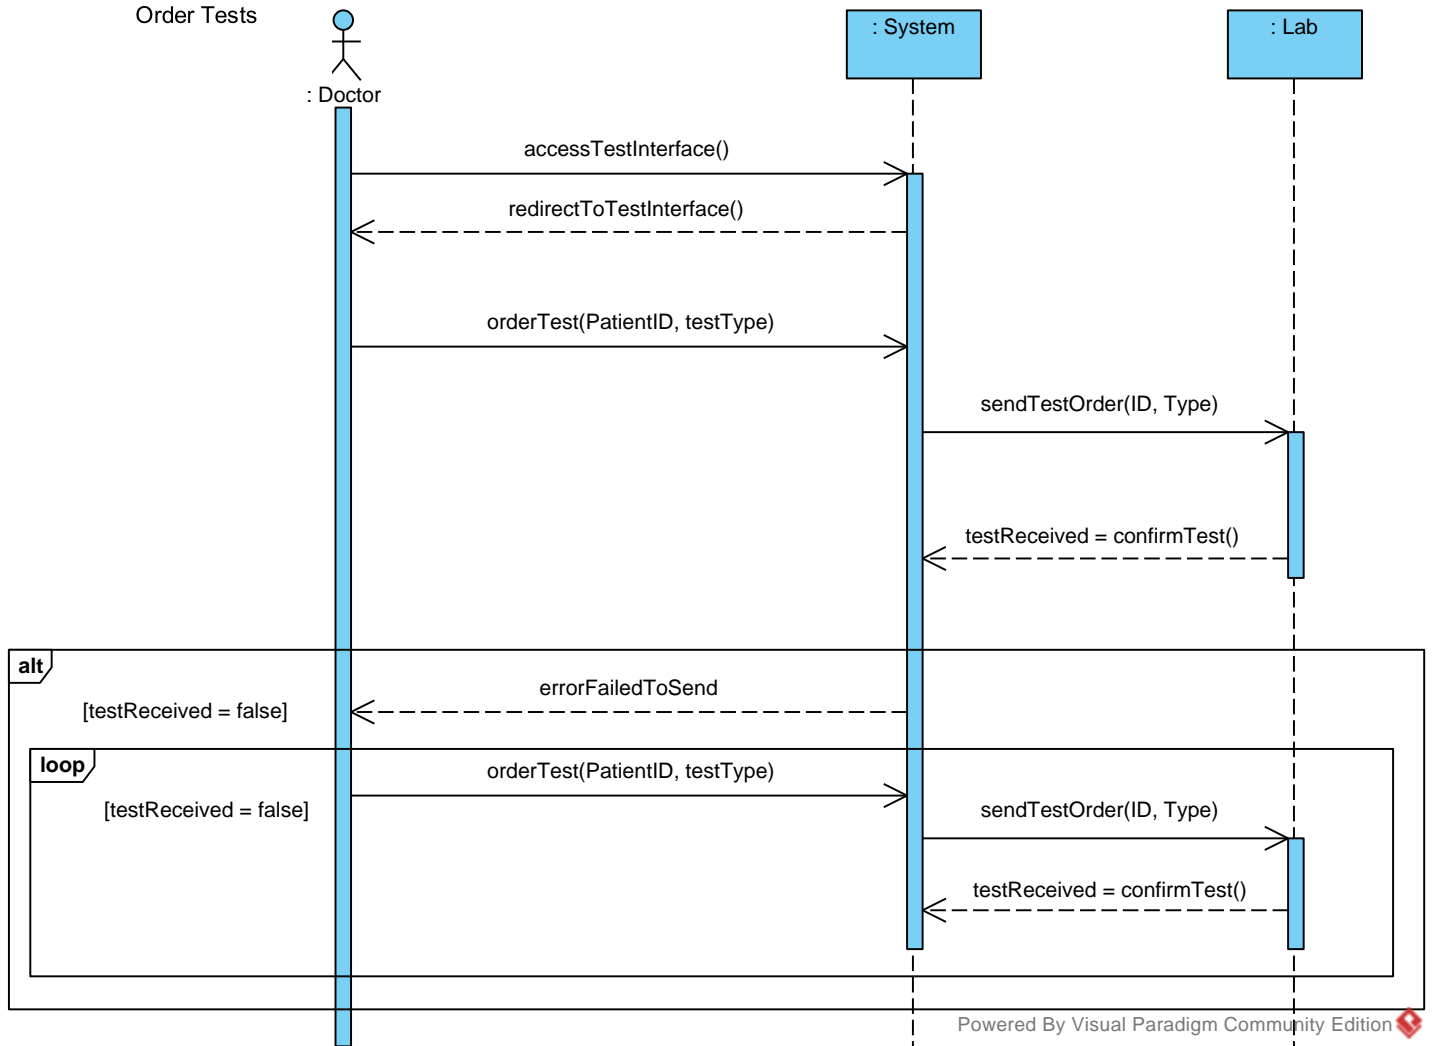 Order Tests
: Doctor
: System
: Lab
accessTestInterface()
redirectToTestInterface()
orderTest(PatientID, testType)
sendTestOrder(ID, Type)
testReceived = confirmTest()
alt
errorFailedToSend
[testReceived = false]
loop
orderTest(PatientID, testType)
[testReceived = false]
sendTestOrder(ID, Type)
testReceived = confirmTest()
Powered By Visual Paradigm Community Edition